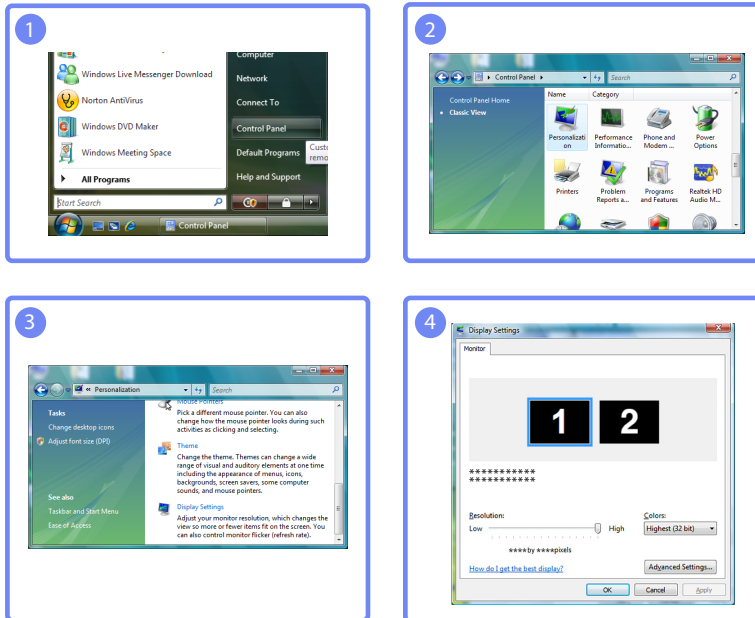 1
Computer
Windows Live Messenger Download
Network
Norton AntiVirus
Connect To
Windows DVD Maker
Control Panel
Windows Meeting Space
Default Programs
Custo
remo
All Programs
Help and Support
Start Search
Control Panel
2
Control Panel
Search
Control Panel Home
Classic View
Name Category
Personalizati
on
Performance
Informatio...
Phone and
Modem ...
Power
Options
Printers
Problem
Reports a...
Programs
and Features
Realtek HD
Audio M...
3
« Personalization
Search
Tasks
Change desktop icons
Adjust font size (DPI)
See also
Taskbar and Start Menu
Ease of Access
Mouse Pointers
Pick a different mouse pointer. You can also
change how the mouse pointer looks during such
activities as clicking and selecting.
Theme
Change the theme. Themes can change a wide
range of visual and auditory elements at one time
including the appearance of menus, icons,
backgrounds, screen savers, some computer
sounds, and mouse pointers.
Display Settings
Adjust your monitor resolution, which changes the
view so more or fewer items fit on the screen. You
can also control monitor flicker (refresh rate).
4
Display Settings
Monitor
1 2
***********
***********
Resolution:
Low High
****by ****pixels
Colors:
Highest (32 bit)
How do I get the best display?
Advanced Settings...
OK Cancel Apply